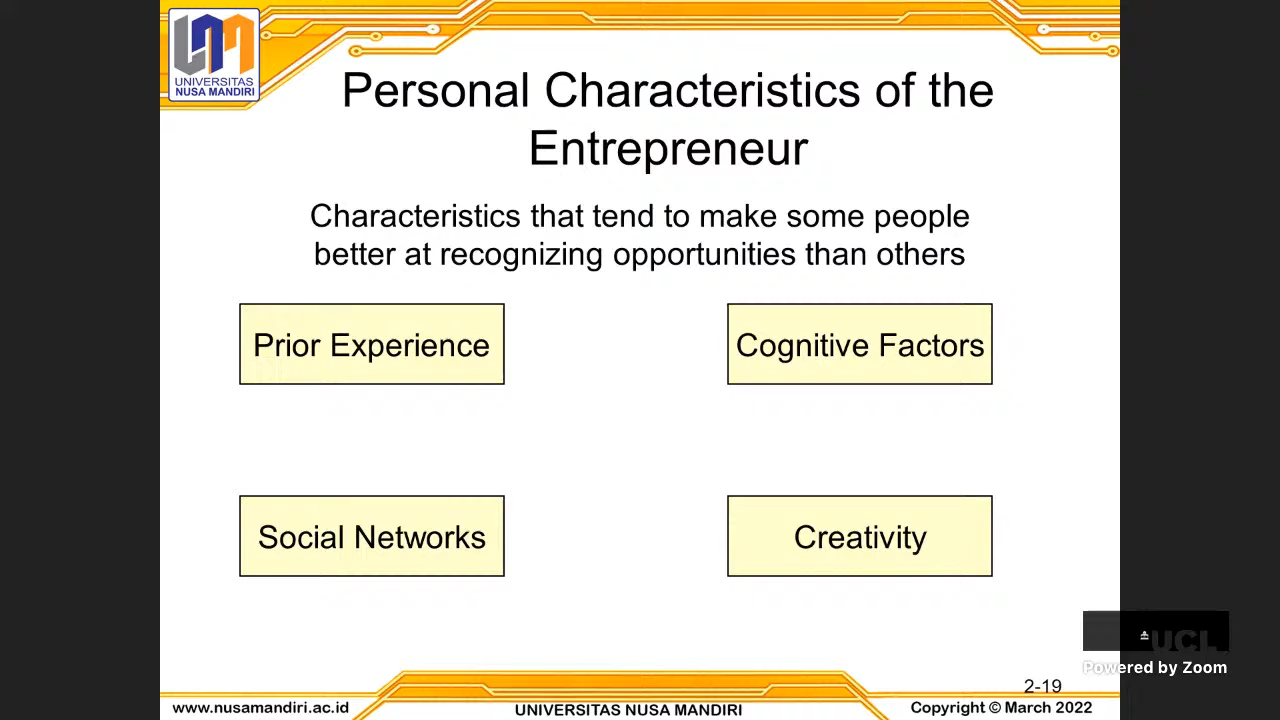 UNIVERSITAS
NUSA MANDIRI
Personal Characteristics of the
Entrepreneur
Characteristics that tend to make some people
better at recognizing opportunities than others
Prior Experience
Cognitive Factors
Social Networks
Creativity
UCL
Powered by Zoom
2-19
www.nusamandiri.ac.id
UNIVERSITAS NUSA MANDIRI
Copyright © March 2022